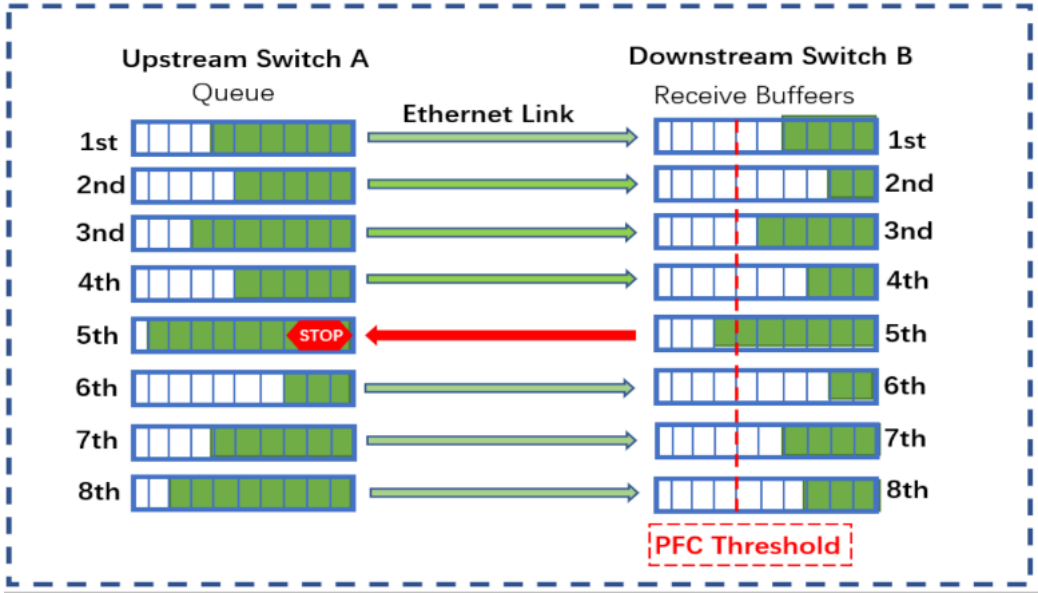 Upstream Switch A
Queue
Downstream Switch B
Receive Buffeers
Ethernet Link
1st
1st
2nd
2nd
3nd
3nd
4th
4th
5th
STOP
5th
6th
6th
7th
7th
8th
8th
PFC Threshold